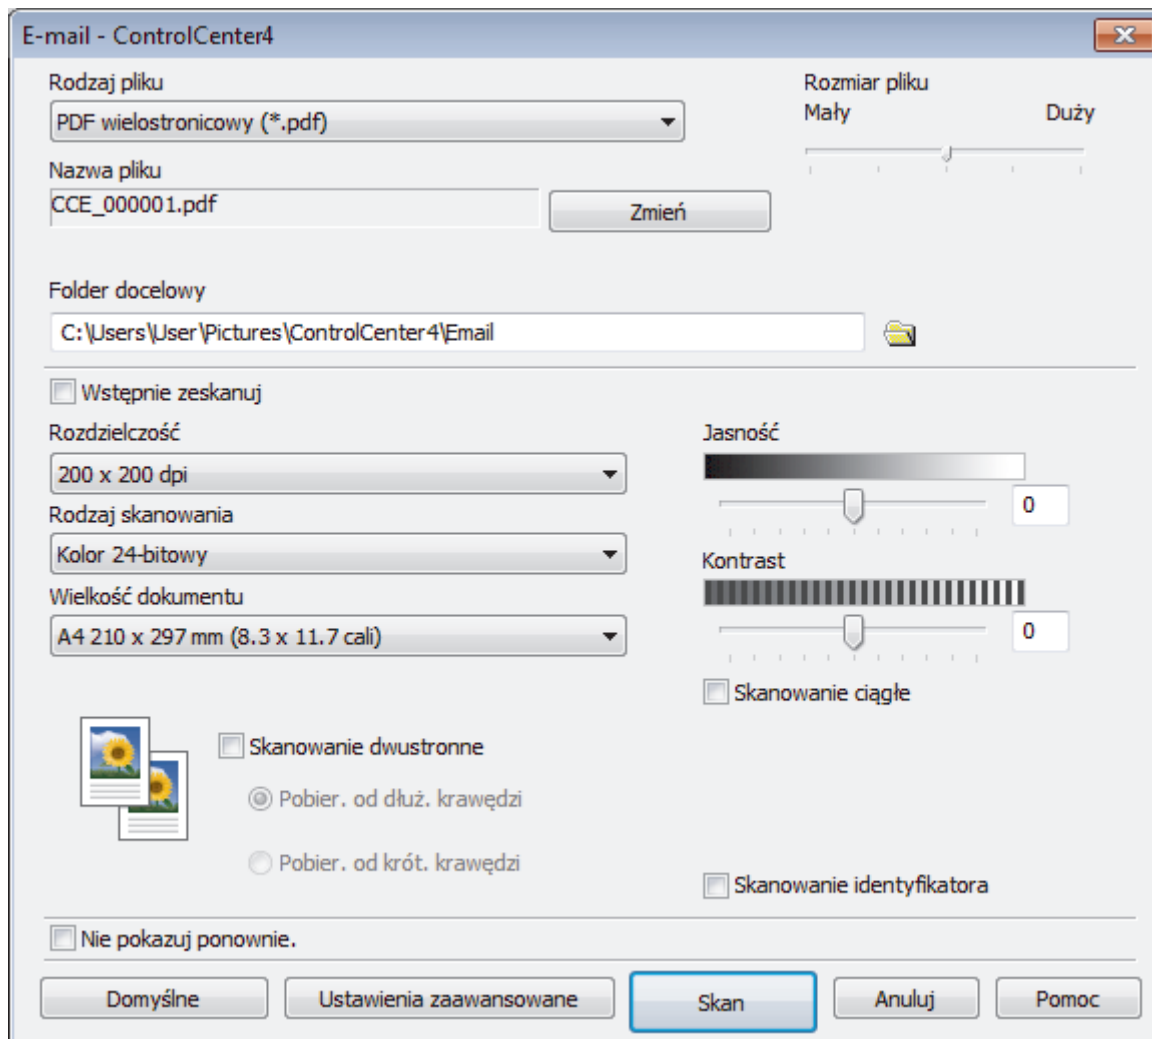 E-mail - ControlCenter4
Rodzaj pliku
PDF wielostronicowy (*.pdf)
Rozmiar pliku
Mały Duży
Nazwa pliku
CCE_000001.pdf
Zmień
Folder docelowy
C:\Users\User\Pictures\ControlCenter4\Email
Wstępnie zeskanuj
Rozdzielczość
200 x 200 dpi
Rodzaj skanowania
Kolor 24-bitowy
Wielkość dokumentu
A4 210 x 297 mm (8.3 x 11.7 cali)
Jasność
0
Kontrast
0
Skanowanie ciągłe
Skanowanie dwustronne
Pobier. od dłuż. krawędzi
Pobier. od krót. krawędzi
Skanowanie identyfikatora
Nie pokazuj ponownie.
Domyślne Ustawienia zaawansowane Skan Anuluj Pomoc